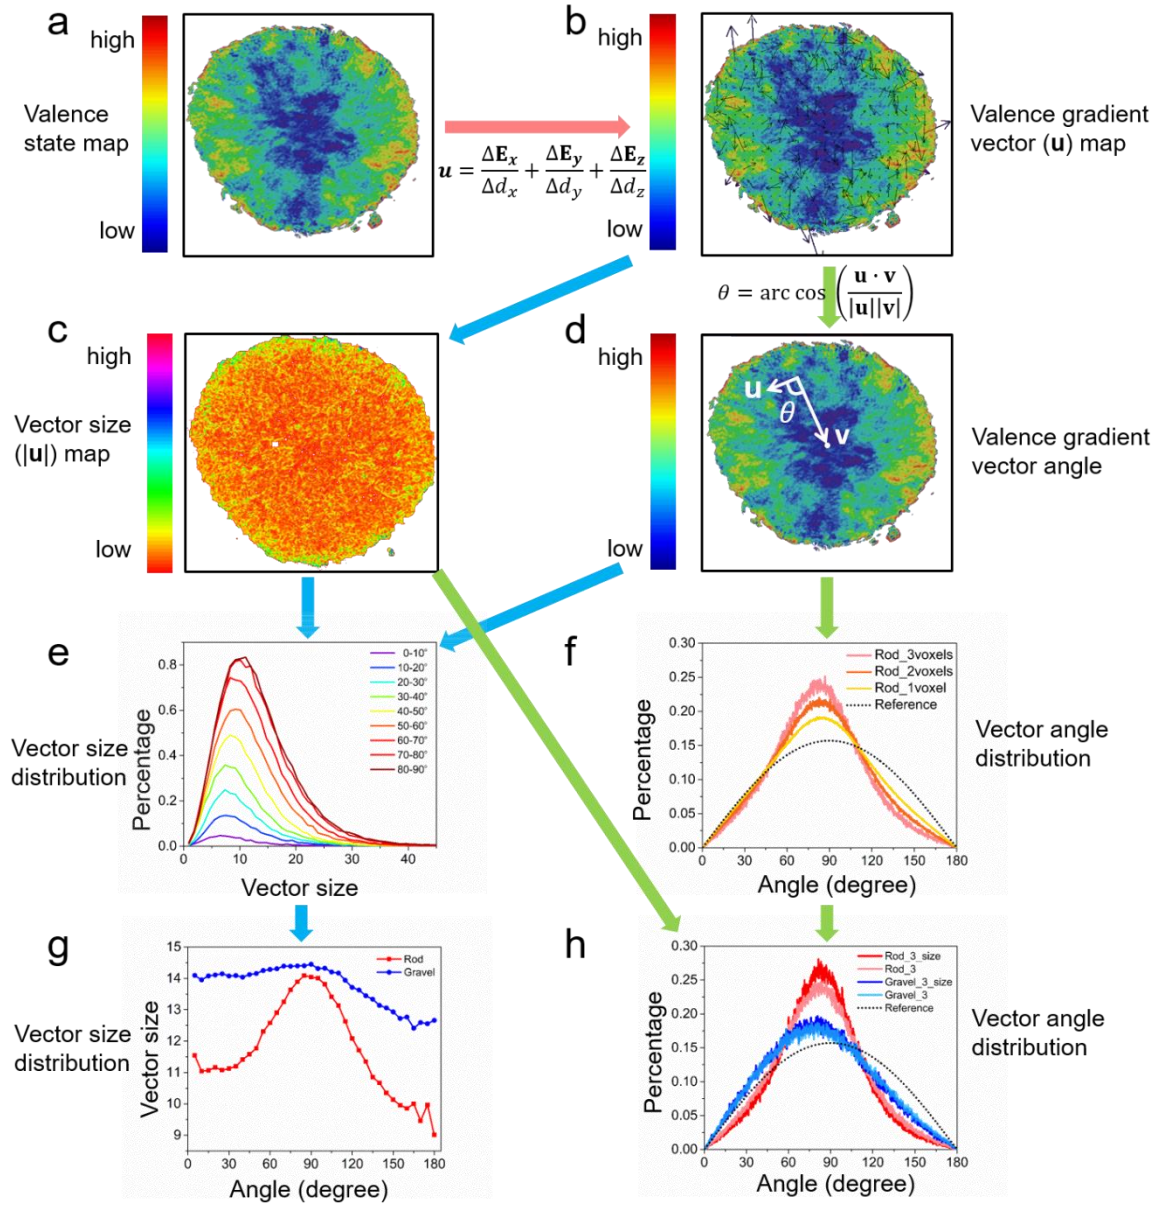 a
high
Valence
state map
low
u = ΔE_x/Δd_x + ΔE_y/Δd_y + ΔE_z/Δd_z
b
high
low
Valence gradient
vector (u) map
θ = arc cos (u · v / |u||v|)
c
high
Vector size
(|u|) map
low
d
high
low
u
θ
v
Valence gradient
vector angle
e
Vector size
distribution
Percentage
0.8
0.6
0.4
0.2
0.0
0-10°
10-20°
20-30°
30-40°
40-50°
50-60°
60-70°
70-80°
80-90°
0 10 20 30 40
Vector size
f
Percentage
0.30
0.25
0.20
0.15
0.10
0.05
0.00
Rod_3voxels
Rod_2voxels
Rod_1voxel
Reference
0 30 60 90 120 150 180
Angle (degree)
Vector angle
distribution
g
Vector size
distribution
Vector size
15
14
13
12
11
10
9
Rod
Gravel
0 30 60 90 120 150 180
Angle (degree)
h
Percentage
0.30
0.25
0.20
0.15
0.10
0.05
0.00
Rod_3_size
Rod_3
Gravel_3_size
Gravel_3
Reference
0 30 60 90 120 150 180
Angle (degree)
Vector angle
distribution